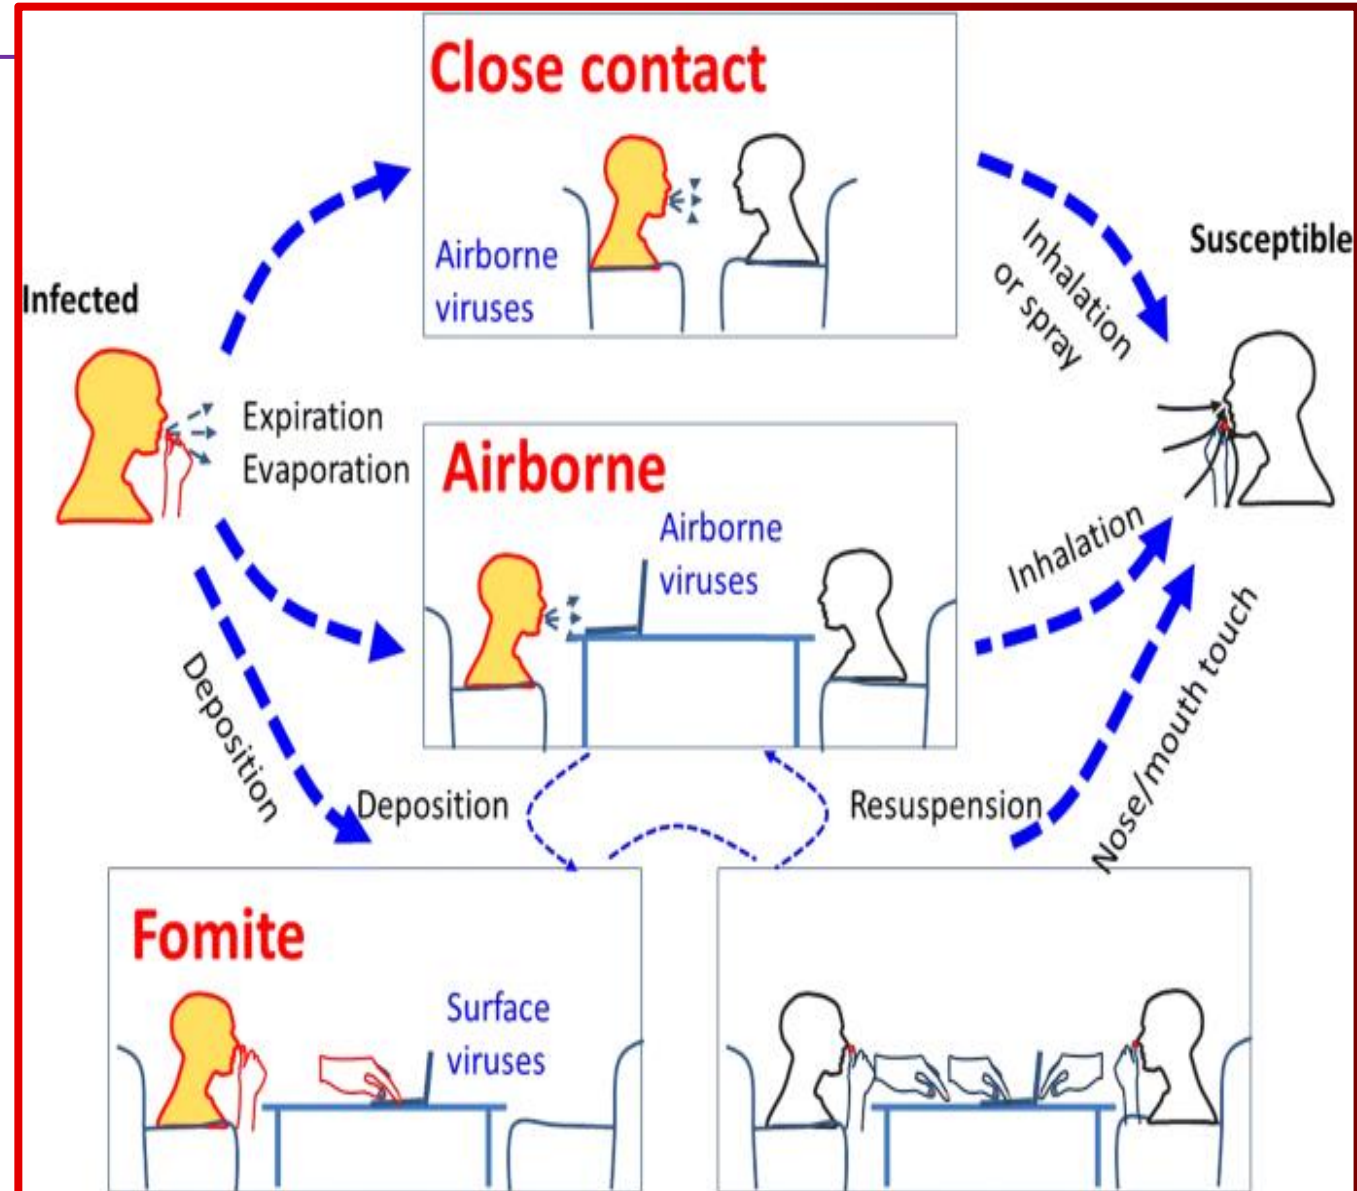 Close contact
Airborne
viruses
Inhalation
or spray
Susceptible
Infected
Expiration
Evaporation
Airborne
Airborne
viruses
Inhalation
Deposition
Deposition
Resuspension
Nose/mouth touch
Fomite
Surface
viruses